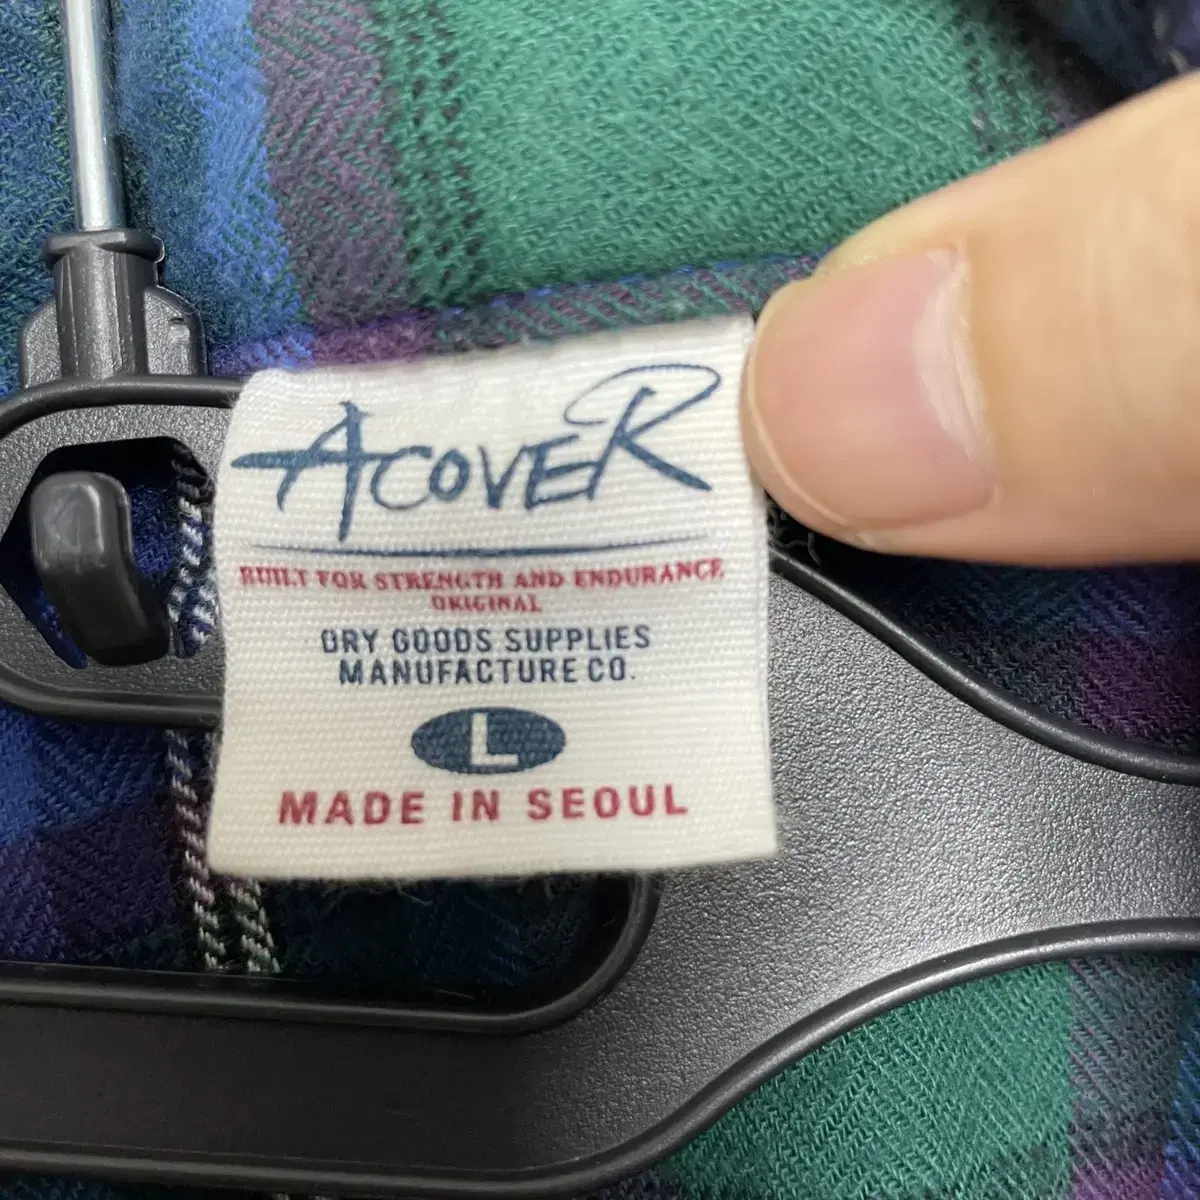 ACOVER
BUILT FOR STRENGTH AND ENDURANCE
ORIGINAL
DRY GOODS SUPPLIES
MANUFACTURE CO.
L
MADE IN SEOUL